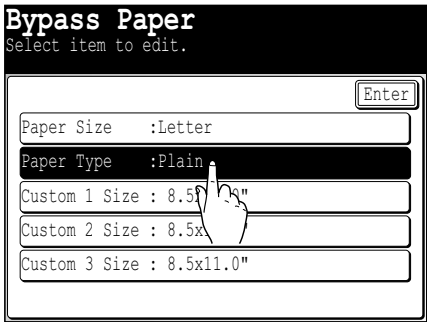 Bypass Paper
Select item to edit.
Enter
Paper Size :Letter
Paper Type :Plain
Custom 1 Size : 8.5 0"
Custom 2 Size : 8.5x "
Custom 3 Size : 8.5x11.0"